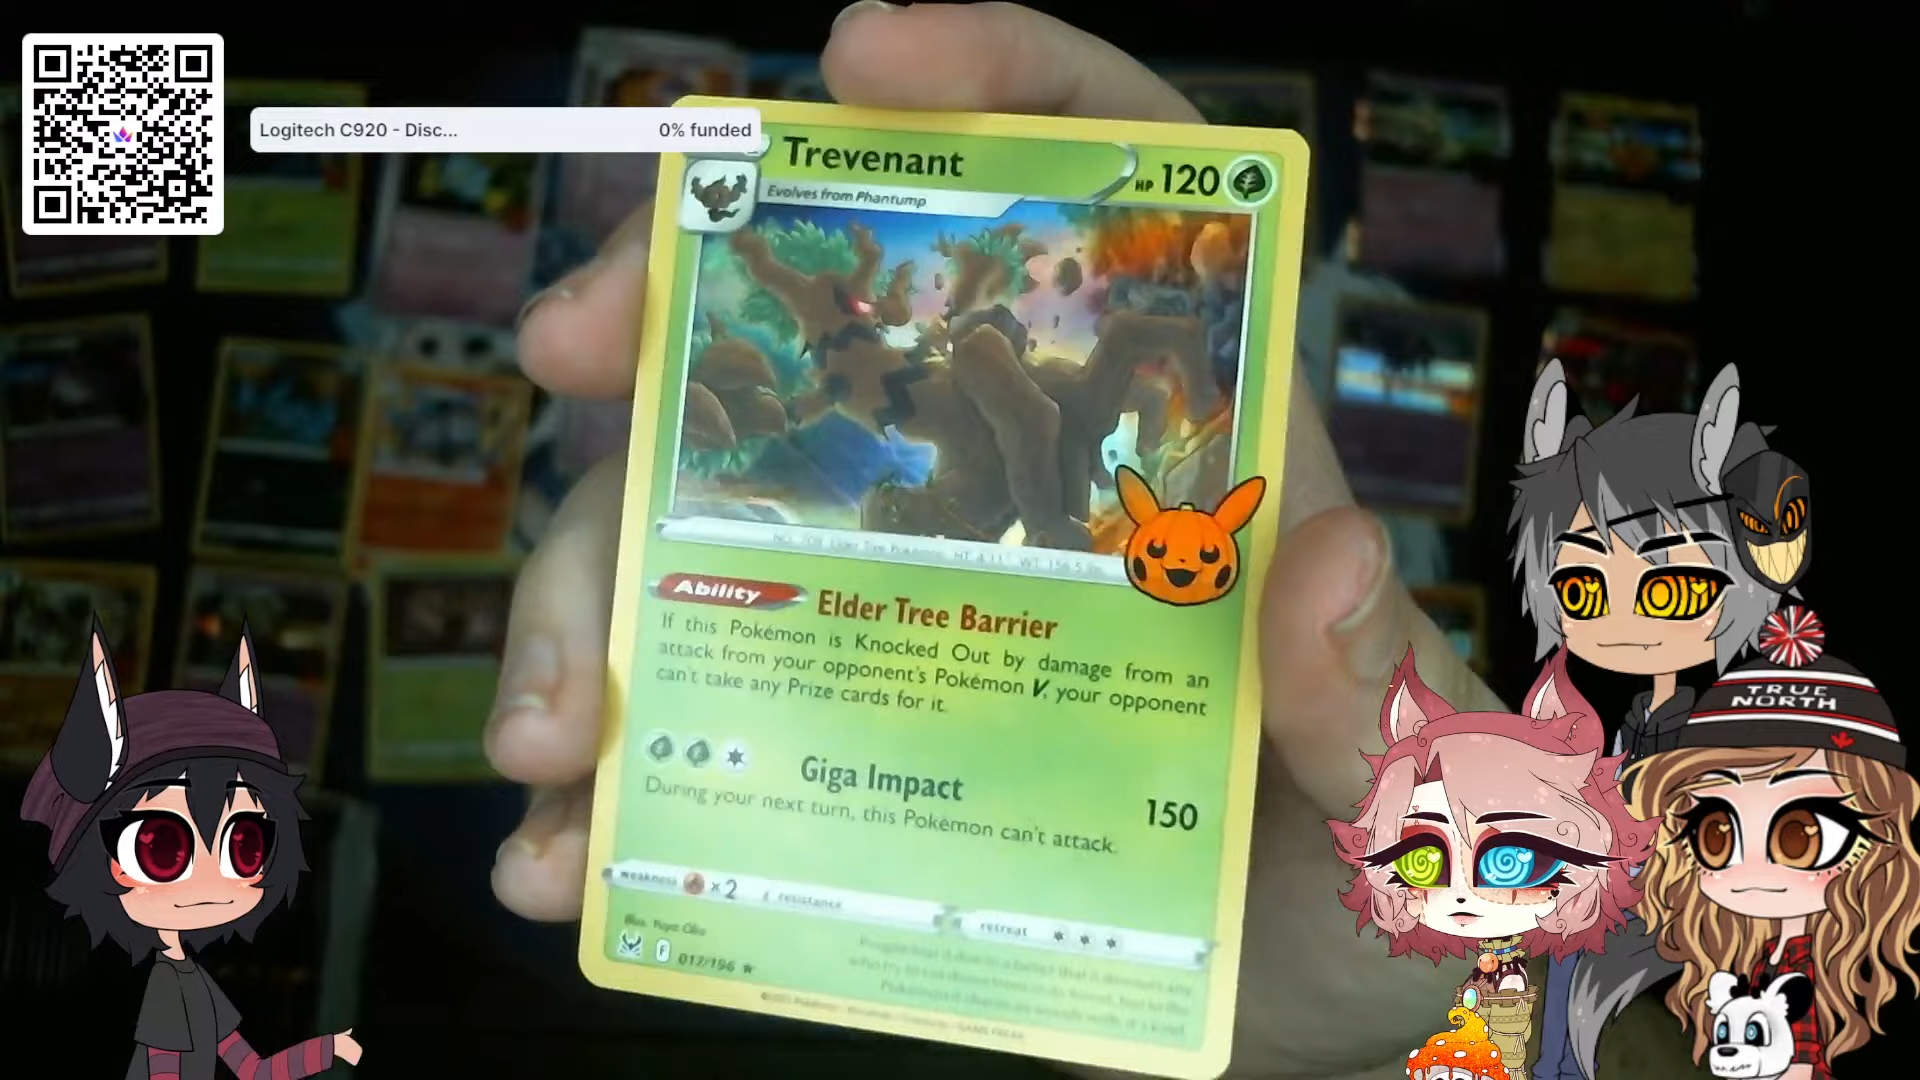 Logitech C920 - Disc... 0% funded
Trevenant HP 120
Evolves from Phantump
Ability Elder Tree Barrier
If this Pokémon is Knocked Out by damage from an
attack from your opponent's Pokémon V, your opponent
can't take any Prize cards for it.
Giga Impact 150
During your next turn, this Pokémon can't attack.
weakness ×2 resistance retreat
F 017/196
TRUE
NORTH